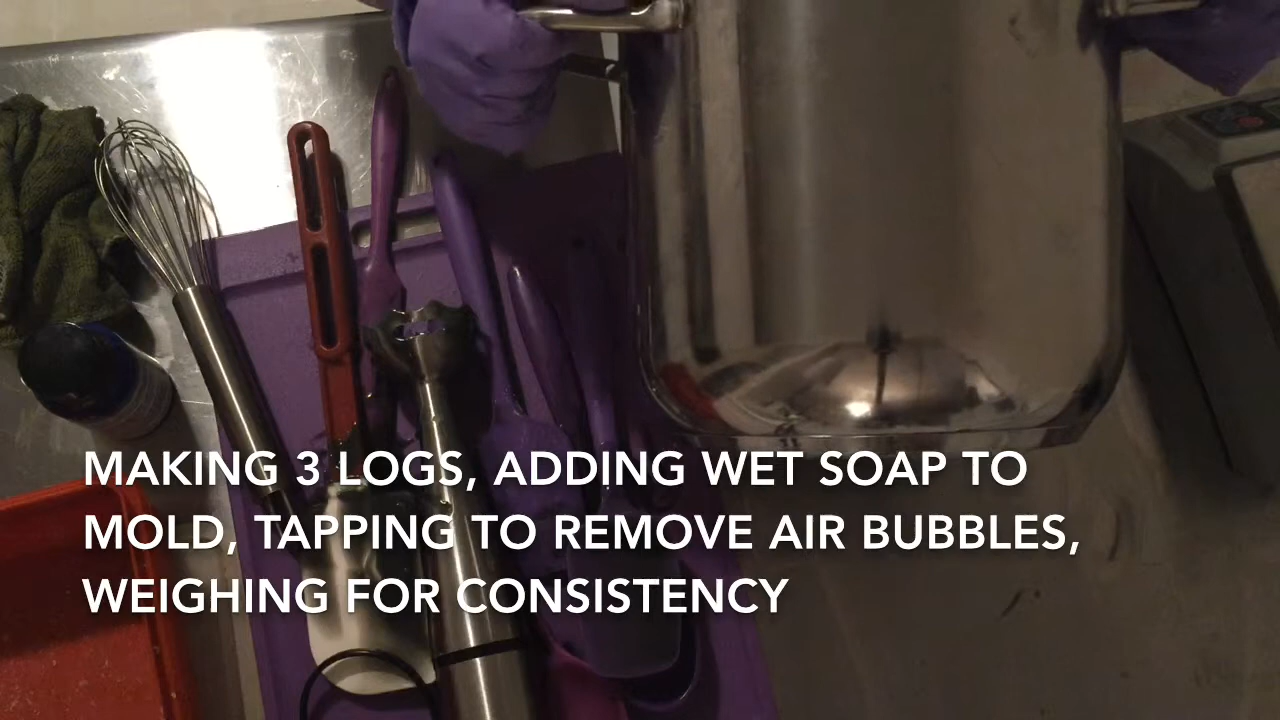 MAKING 3 LOGS, ADDING WET SOAP TO
MOLD, TAPPING TO REMOVE AIR BUBBLES,
WEIGHING FOR CONSISTENCY